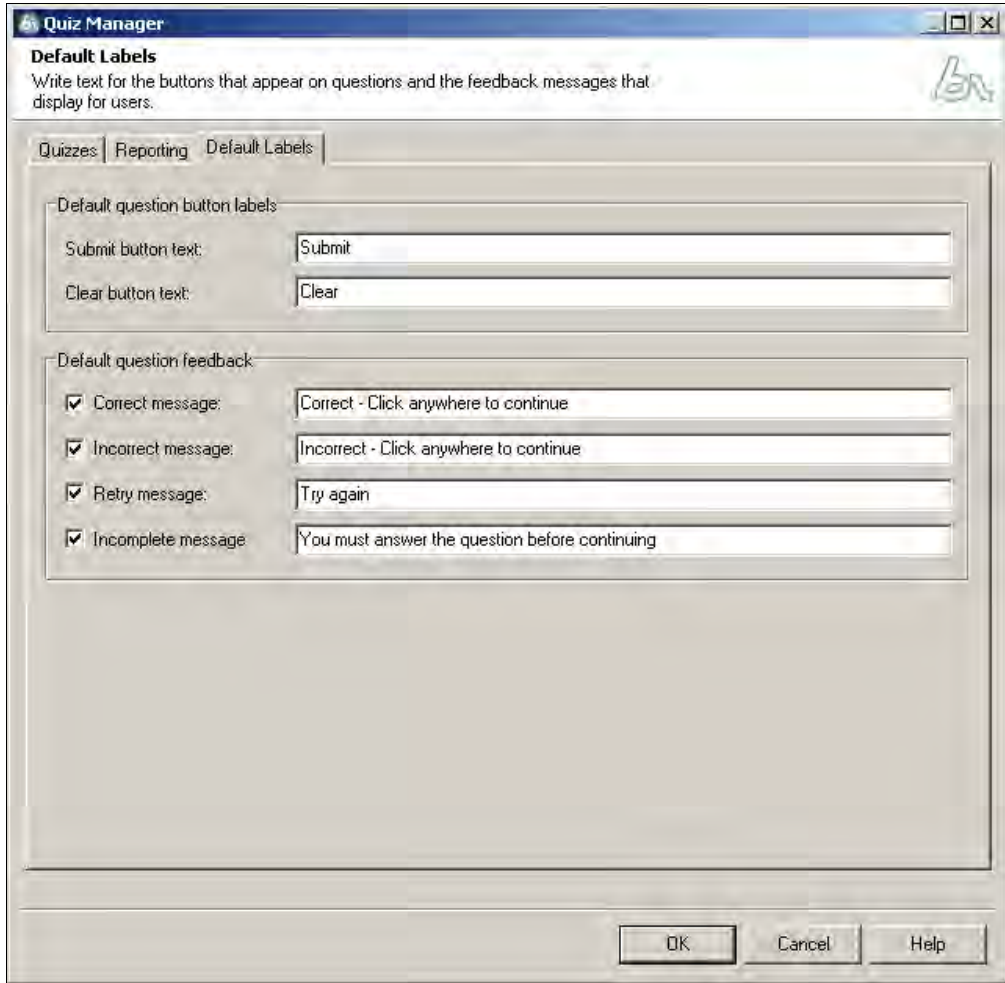 Quiz Manager
Default Labels
Write text for the buttons that appear on questions and the feedback messages that
display for users.
Quizzes Reporting Default Labels
Default question button labels
Submit button text: Submit
Clear button text: Clear
Default question feedback
Correct message: Correct - Click anywhere to continue
Incorrect message: Incorrect - Click anywhere to continue
Retry message: Try again
Incomplete message You must answer the question before continuing
OK Cancel Help